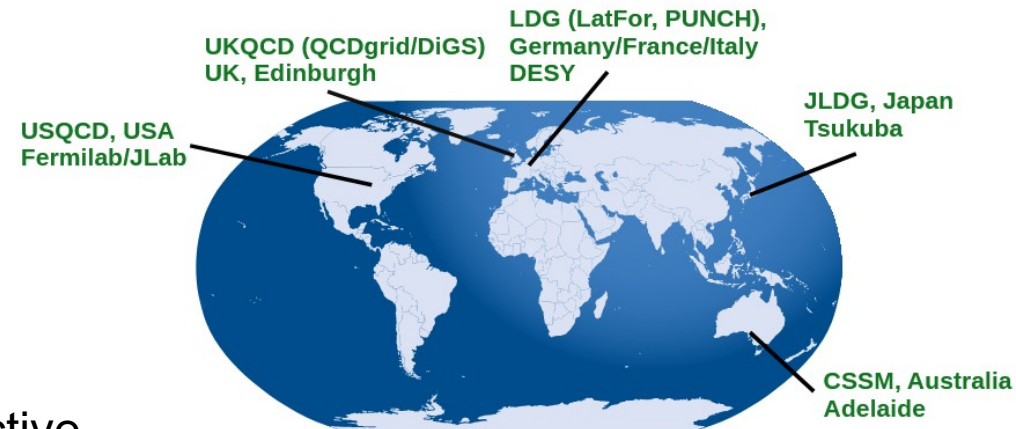 LDG (LatFor, PUNCH),
Germany/France/Italy
DESY
UKQCD (QCDgrid/DiGS)
UK, Edinburgh
JLDG, Japan
Tsukuba
USQCD, USA
Fermilab/JLab
CSSM, Australia
Adelaide